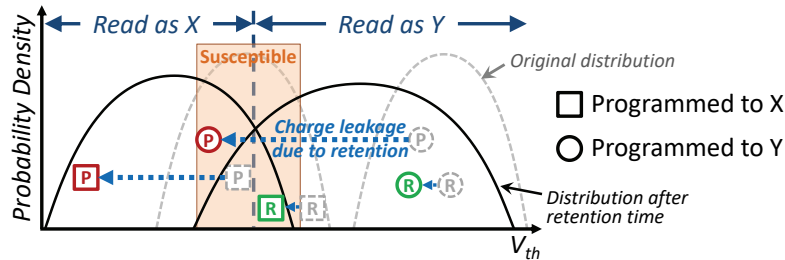 Read as X
Read as Y
Probability Density
Susceptible
Original distribution
P
Charge leakage
due to retention
P
P
P
R
R
R
R
Programmed to X
Programmed to Y
Distribution after
retention time
Vth